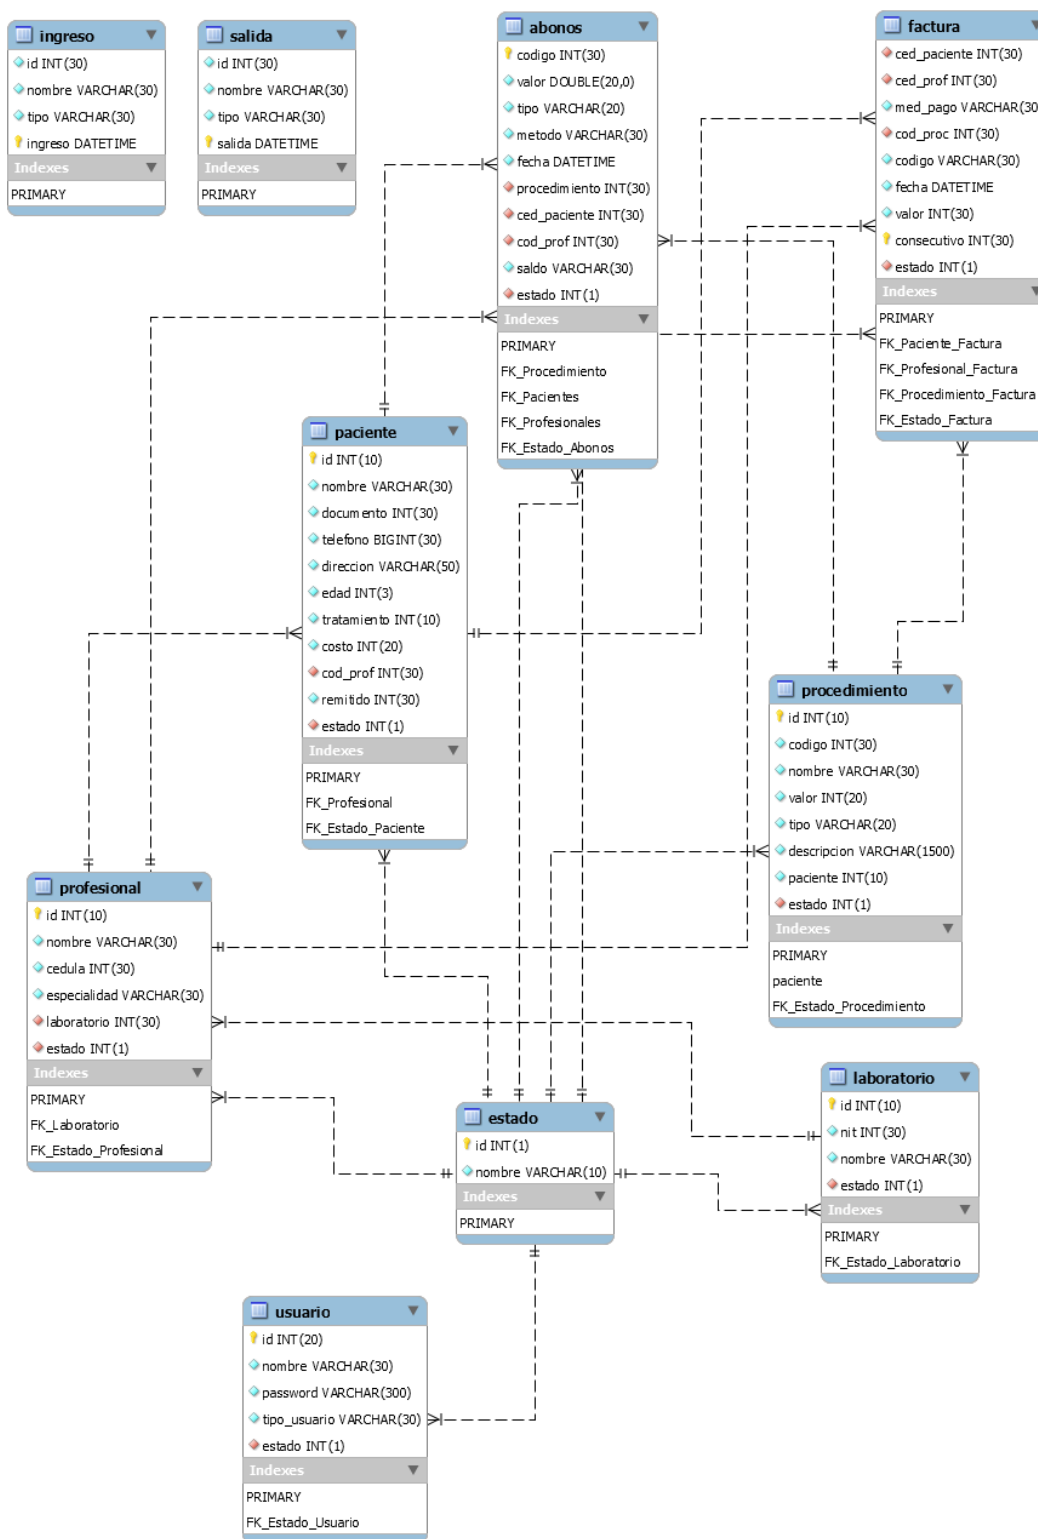 ingreso
id INT(30)
nombre VARCHAR(30)
tipo VARCHAR(30)
ingreso DATETIME
Indexes
PRIMARY
salida
id INT(30)
nombre VARCHAR(30)
tipo VARCHAR(30)
salida DATETIME
Indexes
PRIMARY
abonos
codigo INT(30)
valor DOUBLE(20,0)
tipo VARCHAR(20)
metodo VARCHAR(30)
fecha DATETIME
procedimiento INT(30)
ced_paciente INT(30)
cod_prof INT(30)
saldo VARCHAR(30)
estado INT(1)
Indexes
PRIMARY
FK_Procedimiento
FK_Pacientes
FK_Profesionales
FK_Estado_Abonos
factura
ced_paciente INT(30)
ced_prof INT(30)
med_pago VARCHAR(30
cod_proc INT(30)
codigo VARCHAR(30)
fecha DATETIME
valor INT(30)
consecutivo INT(30)
estado INT(1)
Indexes
PRIMARY
FK_Paciente_Factura
FK_Profesional_Factura
FK_Procedimiento_Factura
FK_Estado_Factura
paciente
id INT(10)
nombre VARCHAR(30)
documento INT(30)
telefono BIGINT(30)
direccion VARCHAR(50)
edad INT(3)
tratamiento INT(10)
costo INT(20)
cod_prof INT(30)
remitido INT(30)
estado INT(1)
Indexes
PRIMARY
FK_Profesional
FK_Estado_Paciente
procedimiento
id INT(10)
codigo INT(30)
nombre VARCHAR(30)
valor INT(20)
tipo VARCHAR(20)
descripcion VARCHAR(1500)
paciente INT(10)
estado INT(1)
Indexes
PRIMARY
paciente
FK_Estado_Procedimiento
profesional
id INT(10)
nombre VARCHAR(30)
cedula INT(30)
especialidad VARCHAR(30)
laboratorio INT(30)
estado INT(1)
Indexes
PRIMARY
FK_Laboratorio
FK_Estado_Profesional
estado
id INT(1)
nombre VARCHAR(10)
Indexes
PRIMARY
laboratorio
id INT(10)
nit INT(30)
nombre VARCHAR(30)
estado INT(1)
Indexes
PRIMARY
FK_Estado_Laboratorio
usuario
id INT(20)
nombre VARCHAR(30)
password VARCHAR(300)
tipo_usuario VARCHAR(30)
estado INT(1)
Indexes
PRIMARY
FK_Estado_Usuario